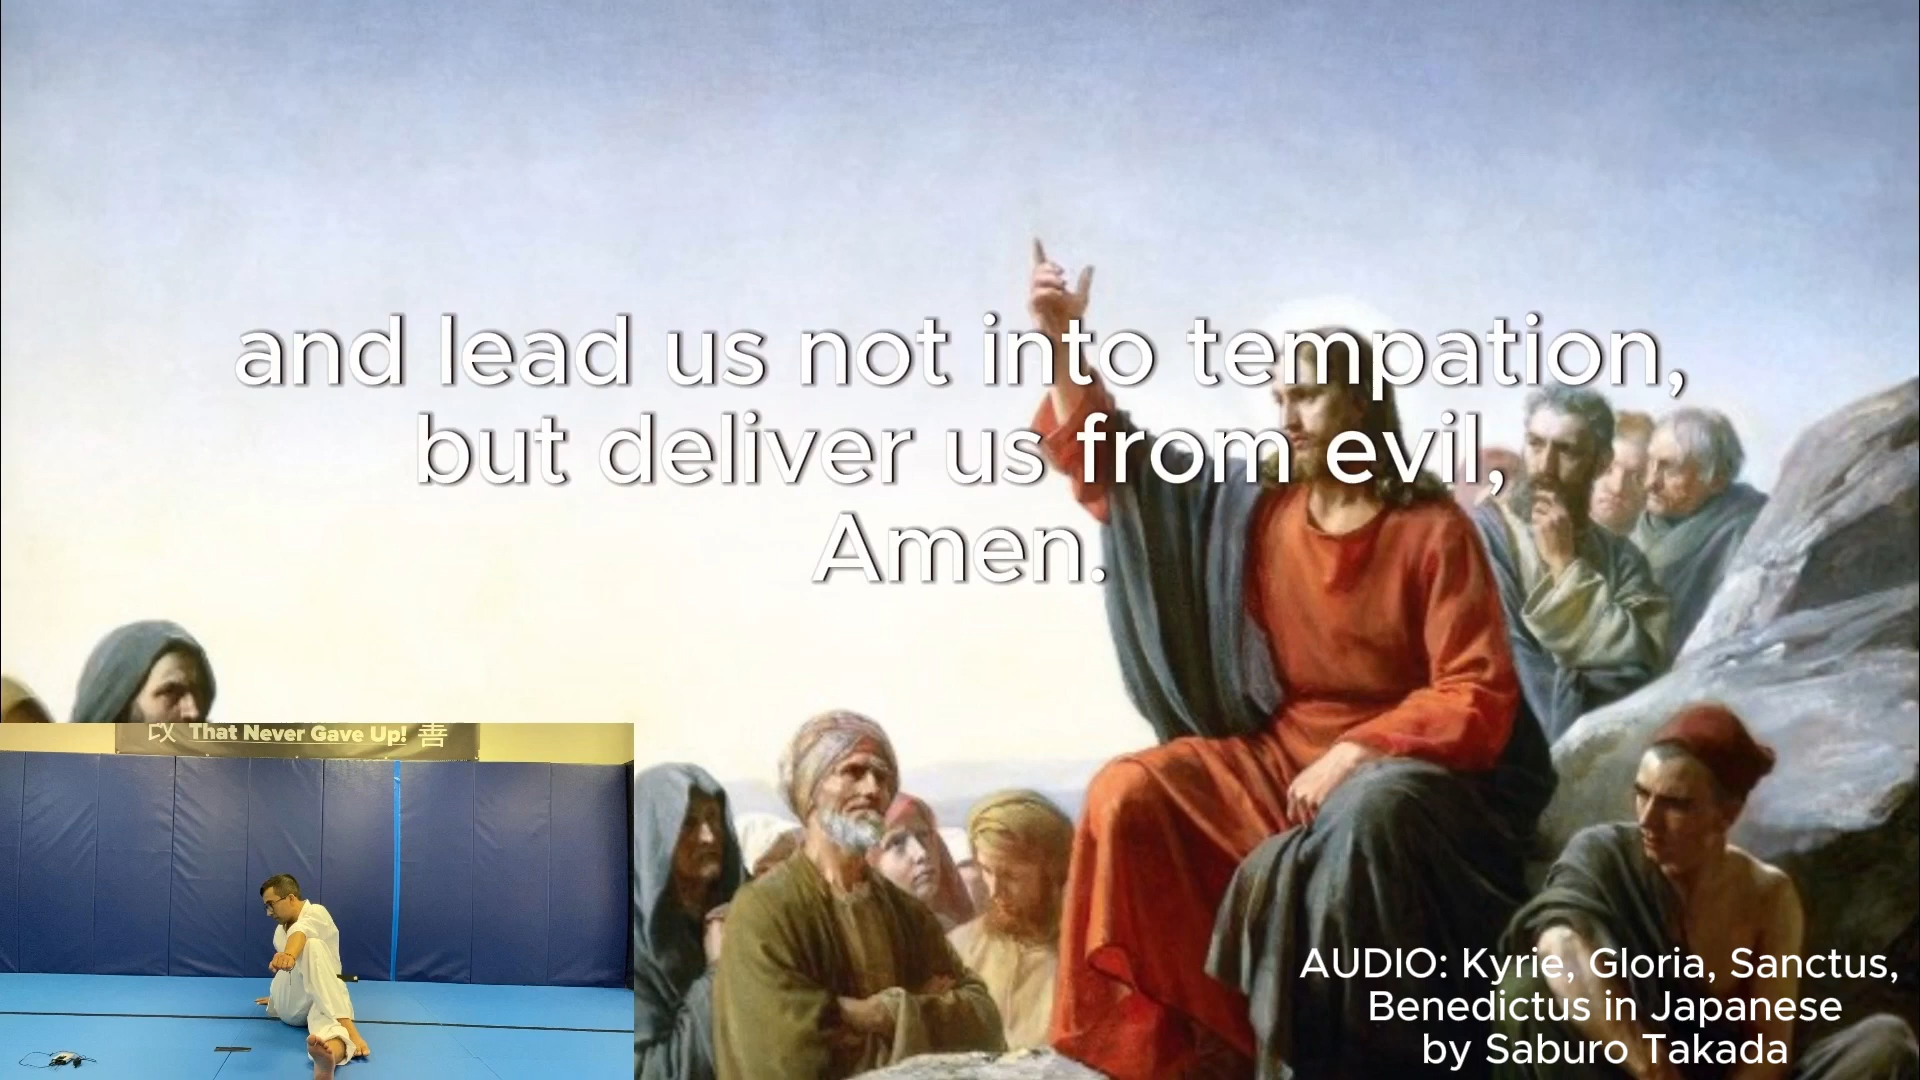 and lead us not into tempation,
but deliver us from evil,
Amen.
That Never Gave Up! 善
AUDIO: Kyrie, Gloria, Sanctus,
Benedictus in Japanese
by Saburo Takada